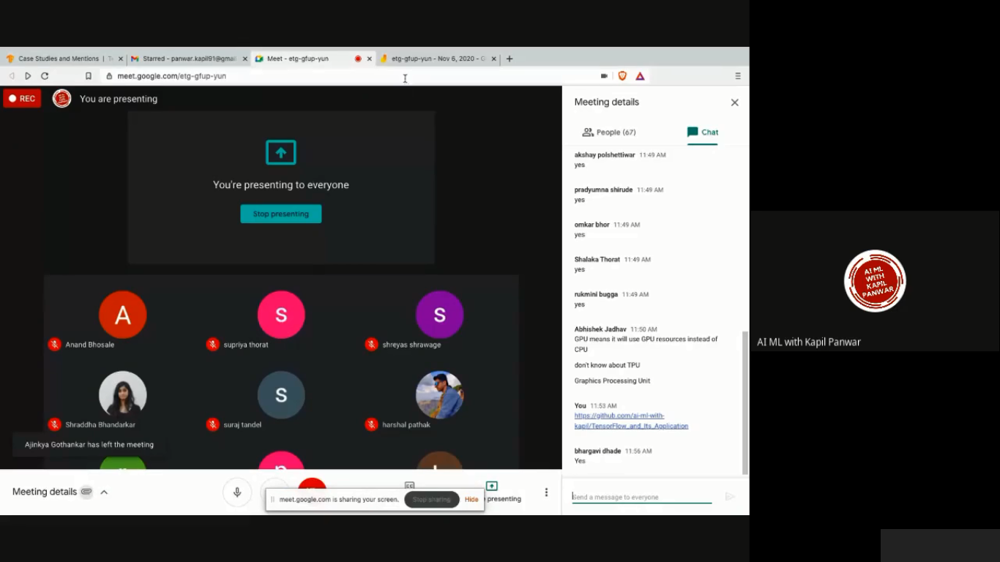 Case Studies and Mentions | T
Starred - panwar.kapil91@gmai
Meet - etg-gfup-yun
etg-gfup-yun - Nov 6, 2020 - G
meet.google.com/etg-gfup-yun
REC
You are presenting
You're presenting to everyone
Stop presenting
A
Anand Bhosale
S
supriya thorat
S
shreyas shrawage
Shraddha Bhandarkar
S
suraj tandel
harshal pathak
Ajinkya Gothankar has left the meeting
Meeting details
meet.google.com is sharing your screen.
Stop sharing
Hide
presenting
Meeting details
People (67)
Chat
akshay polshettiwar 11:49 AM
yes
pradyumna shirude 11:49 AM
yes
omkar bhor 11:49 AM
yes
Shalaka Thorat 11:49 AM
yes
rukmini bugga 11:49 AM
yes
Abhishek Jadhav 11:50 AM
GPU means it will use GPU resources instead of
CPU
don't know about TPU
Graphics Processing Unit
You 11:53 AM
https://github.com/ai-ml-with-
kapil/TensorFlow_and_Its_Application
bhargavi dhade 11:56 AM
Yes
Send a message to everyone
AI ML
WITH
KAPIL
PANWAR
AI ML with Kapil Panwar